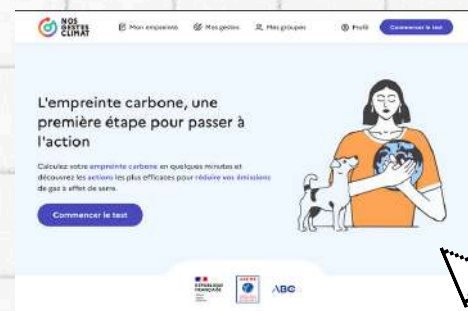 NOS
GESTES
CLIMAT
Mon empreinte
Mes gestes
Mes groupes
Profil
Commencer le test
L'empreinte carbone, une
première étape pour passer à
l'action
Calculez votre empreinte carbone en quelques minutes et
découvrez les actions les plus efficaces pour réduire vos émissions
de gaz à effet de serre.
Commencer le test
RÉPUBLIQUE
FRANÇAISE
ABC